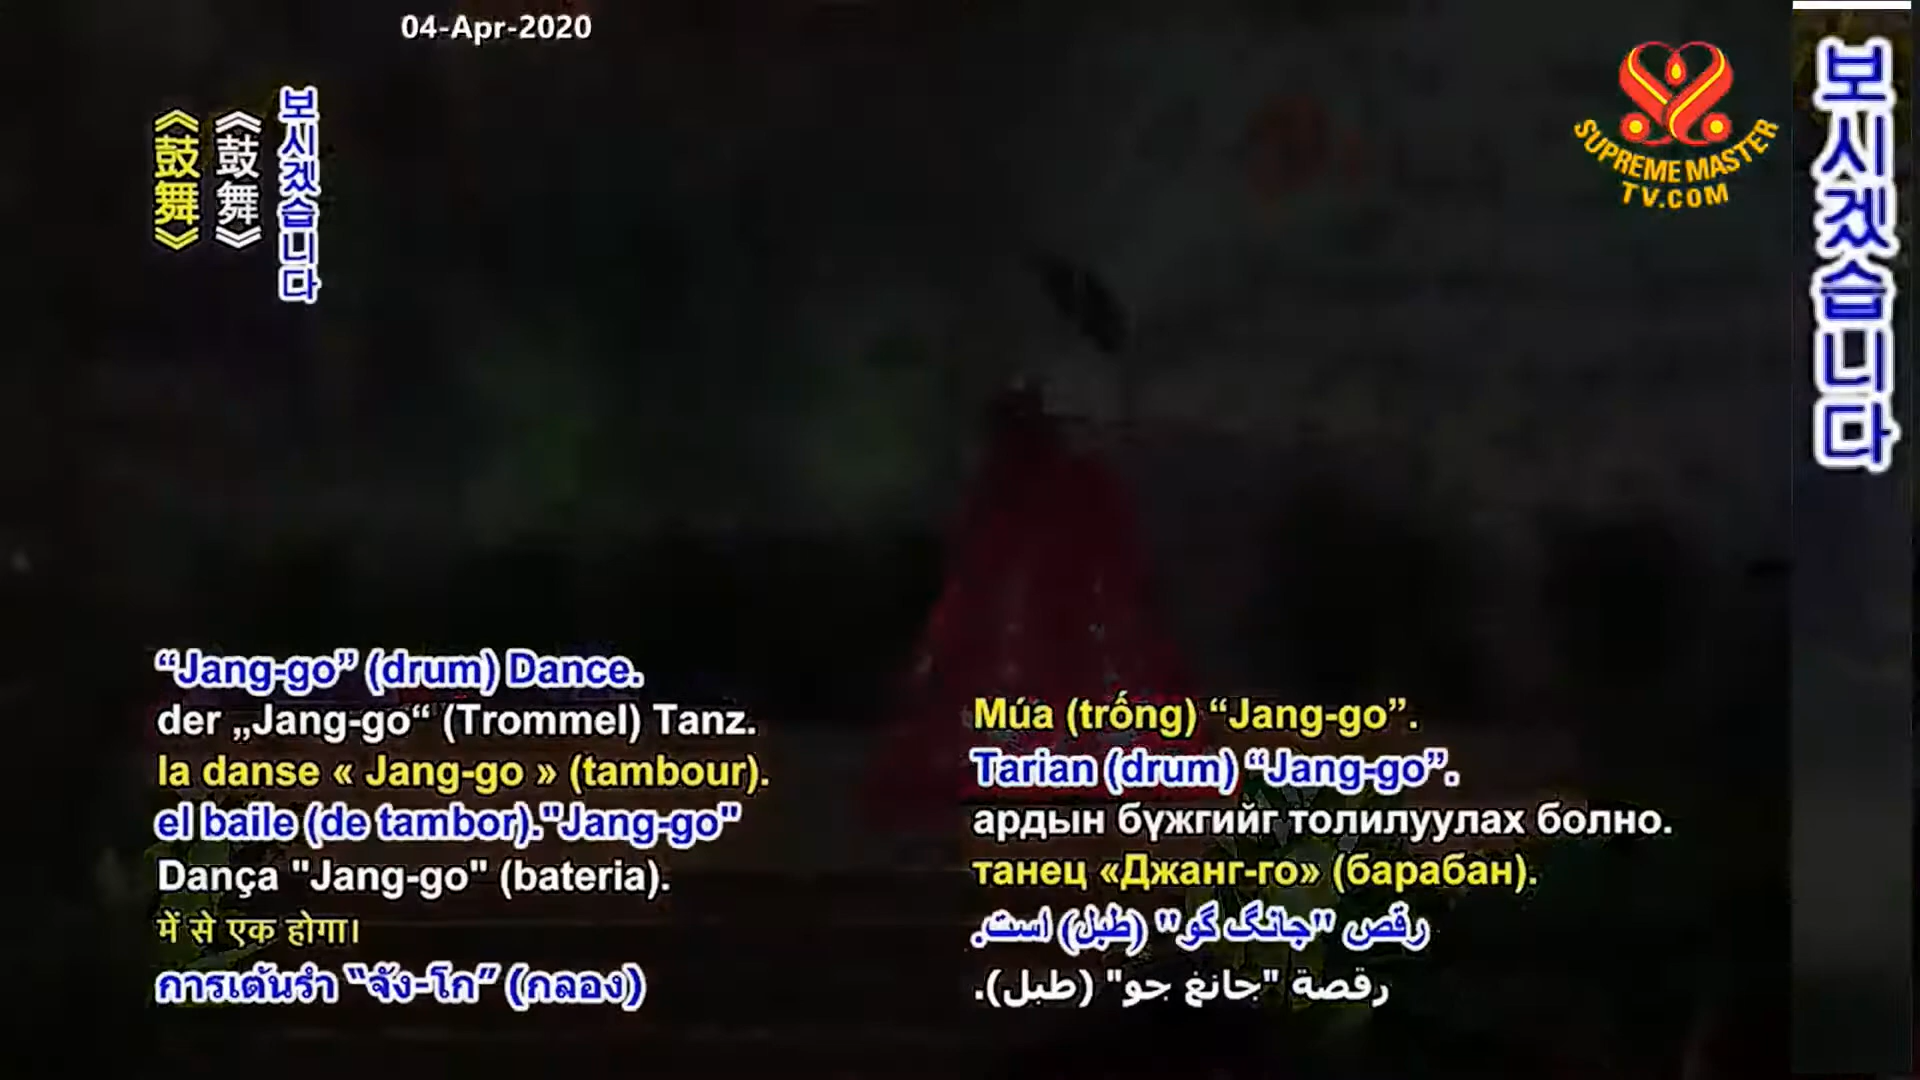 04-Apr-2020
SUPREME MASTER
TV.COM
보시겠습니다
보시겠습니다
《鼓舞》
《鼓舞》
“Jang-go” (drum) Dance.
der „Jang-go“ (Trommel) Tanz.
la danse « Jang-go » (tambour).
el baile (de tambor)."Jang-go"
Dança "Jang-go" (bateria).
में से एक होगा।
การเต้นรำ “จัง-โก” (กลอง)
Múa (trống) “Jang-go”.
Tarian (drum) “Jang-go”.
ардын бүжгийг толилуулах болно.
танец «Джанг-го» (барабан).
رقص "جانگ گو" (طبل) است.
رقصة "جانغ جو" (طبل).